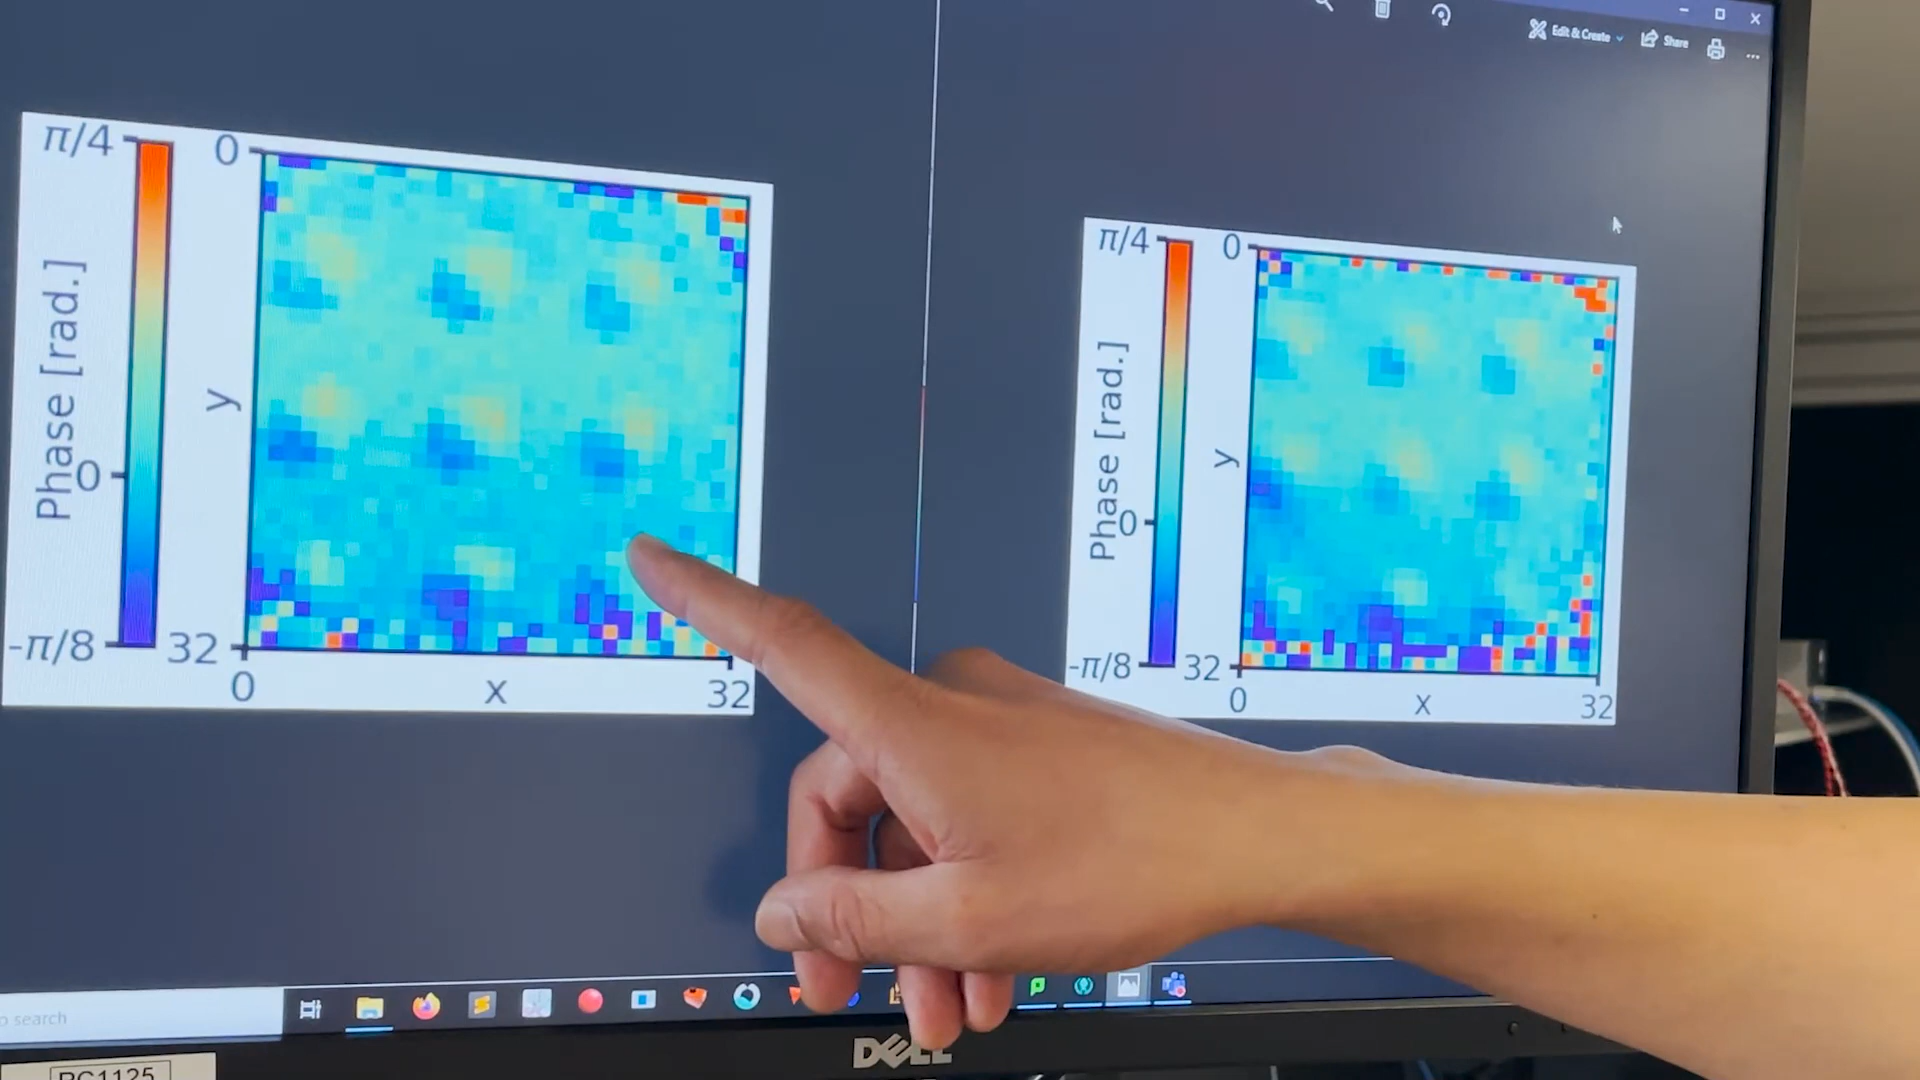 Edit & Create
Share
π/4
0
Phase [rad.]
y
0
-π/8
32
0
x
32
π/4
0
Phase [rad.]
y
0
-π/8
32
0
x
32
search
DELL